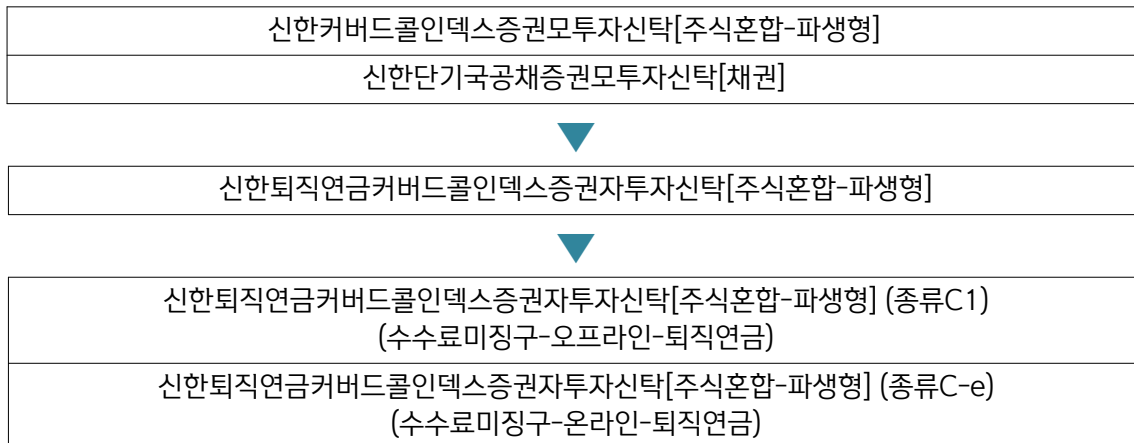 신한커버드콜인덱스증권모투자신탁[주식혼합-파생형]
신한단기국공채증권모투자신탁[채권]
신한퇴직연금커버드콜인덱스증권자투자신탁[주식혼합-파생형]
신한퇴직연금커버드콜인덱스증권자투자신탁[주식혼합-파생형] (종류C1)
(수수료미징구-오프라인-퇴직연금)
신한퇴직연금커버드콜인덱스증권자투자신탁[주식혼합-파생형] (종류C-e)
(수수료미징구-온라인-퇴직연금)